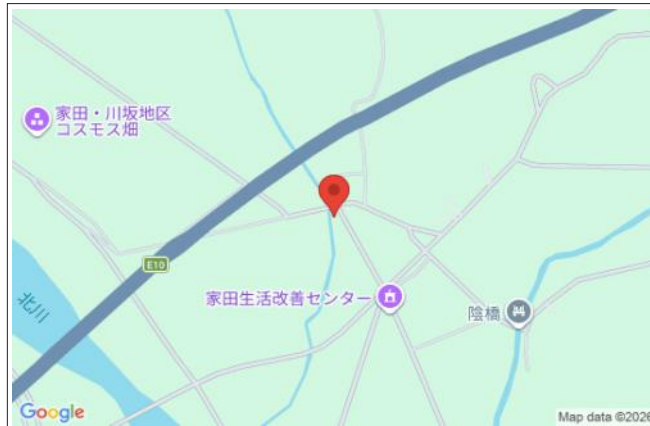 家田・川坂地区
コスモス畑
E10
北川
家田生活改善センター
陰橋
Google
Map data ©2026